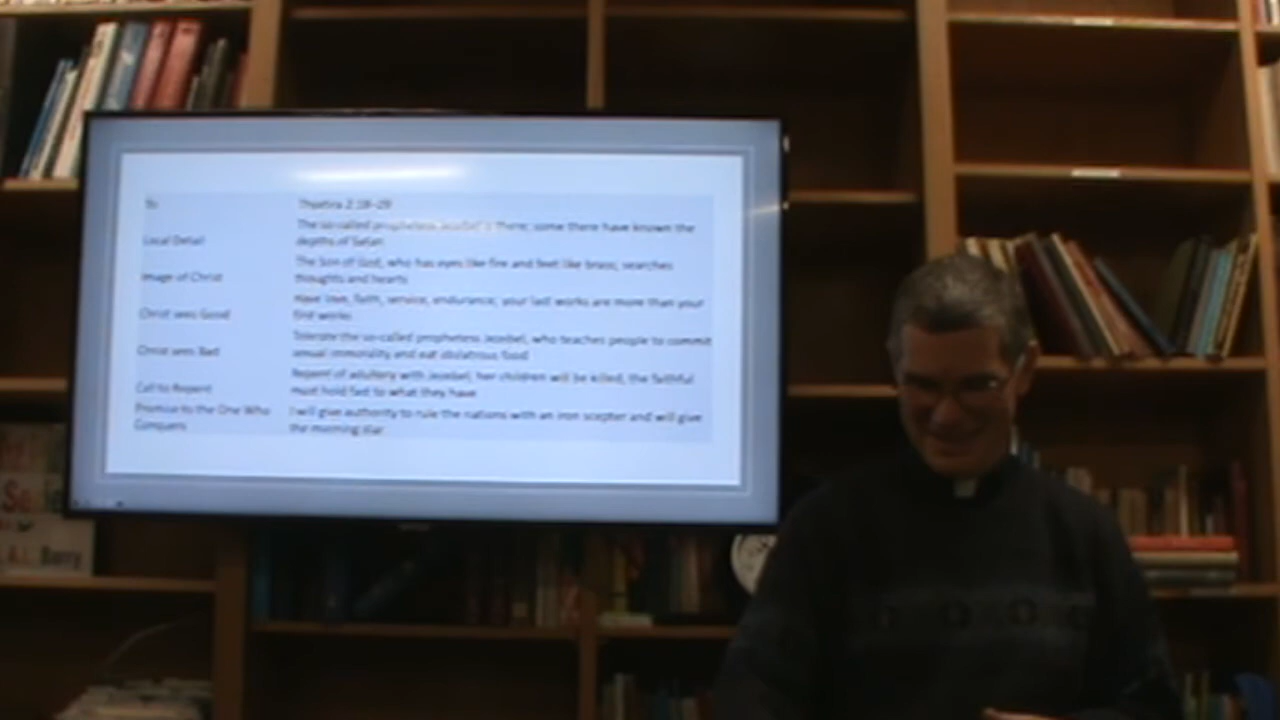 To Thyatira 2:18-29
The so-called prophetess Jezebel is there; some there have known the
Local Detail depths of Satan
The Son of God, who has eyes like fire and feet like brass, searches
Image of Christ thoughts and hearts
Have love, faith, service, endurance; your last works are more than your
Christ sees Good first works
Tolerate the so-called prophetess Jezebel, who teaches people to commit
Christ sees Bad sexual immorality and eat idolatrous food
Repent of adultery with Jezebel; her children will be killed, the faithful
Call to Repent must hold fast to what they have
Promise to the One Who I will give authority to rule the nations with an iron scepter and will give
Conquers the morning star
Berry